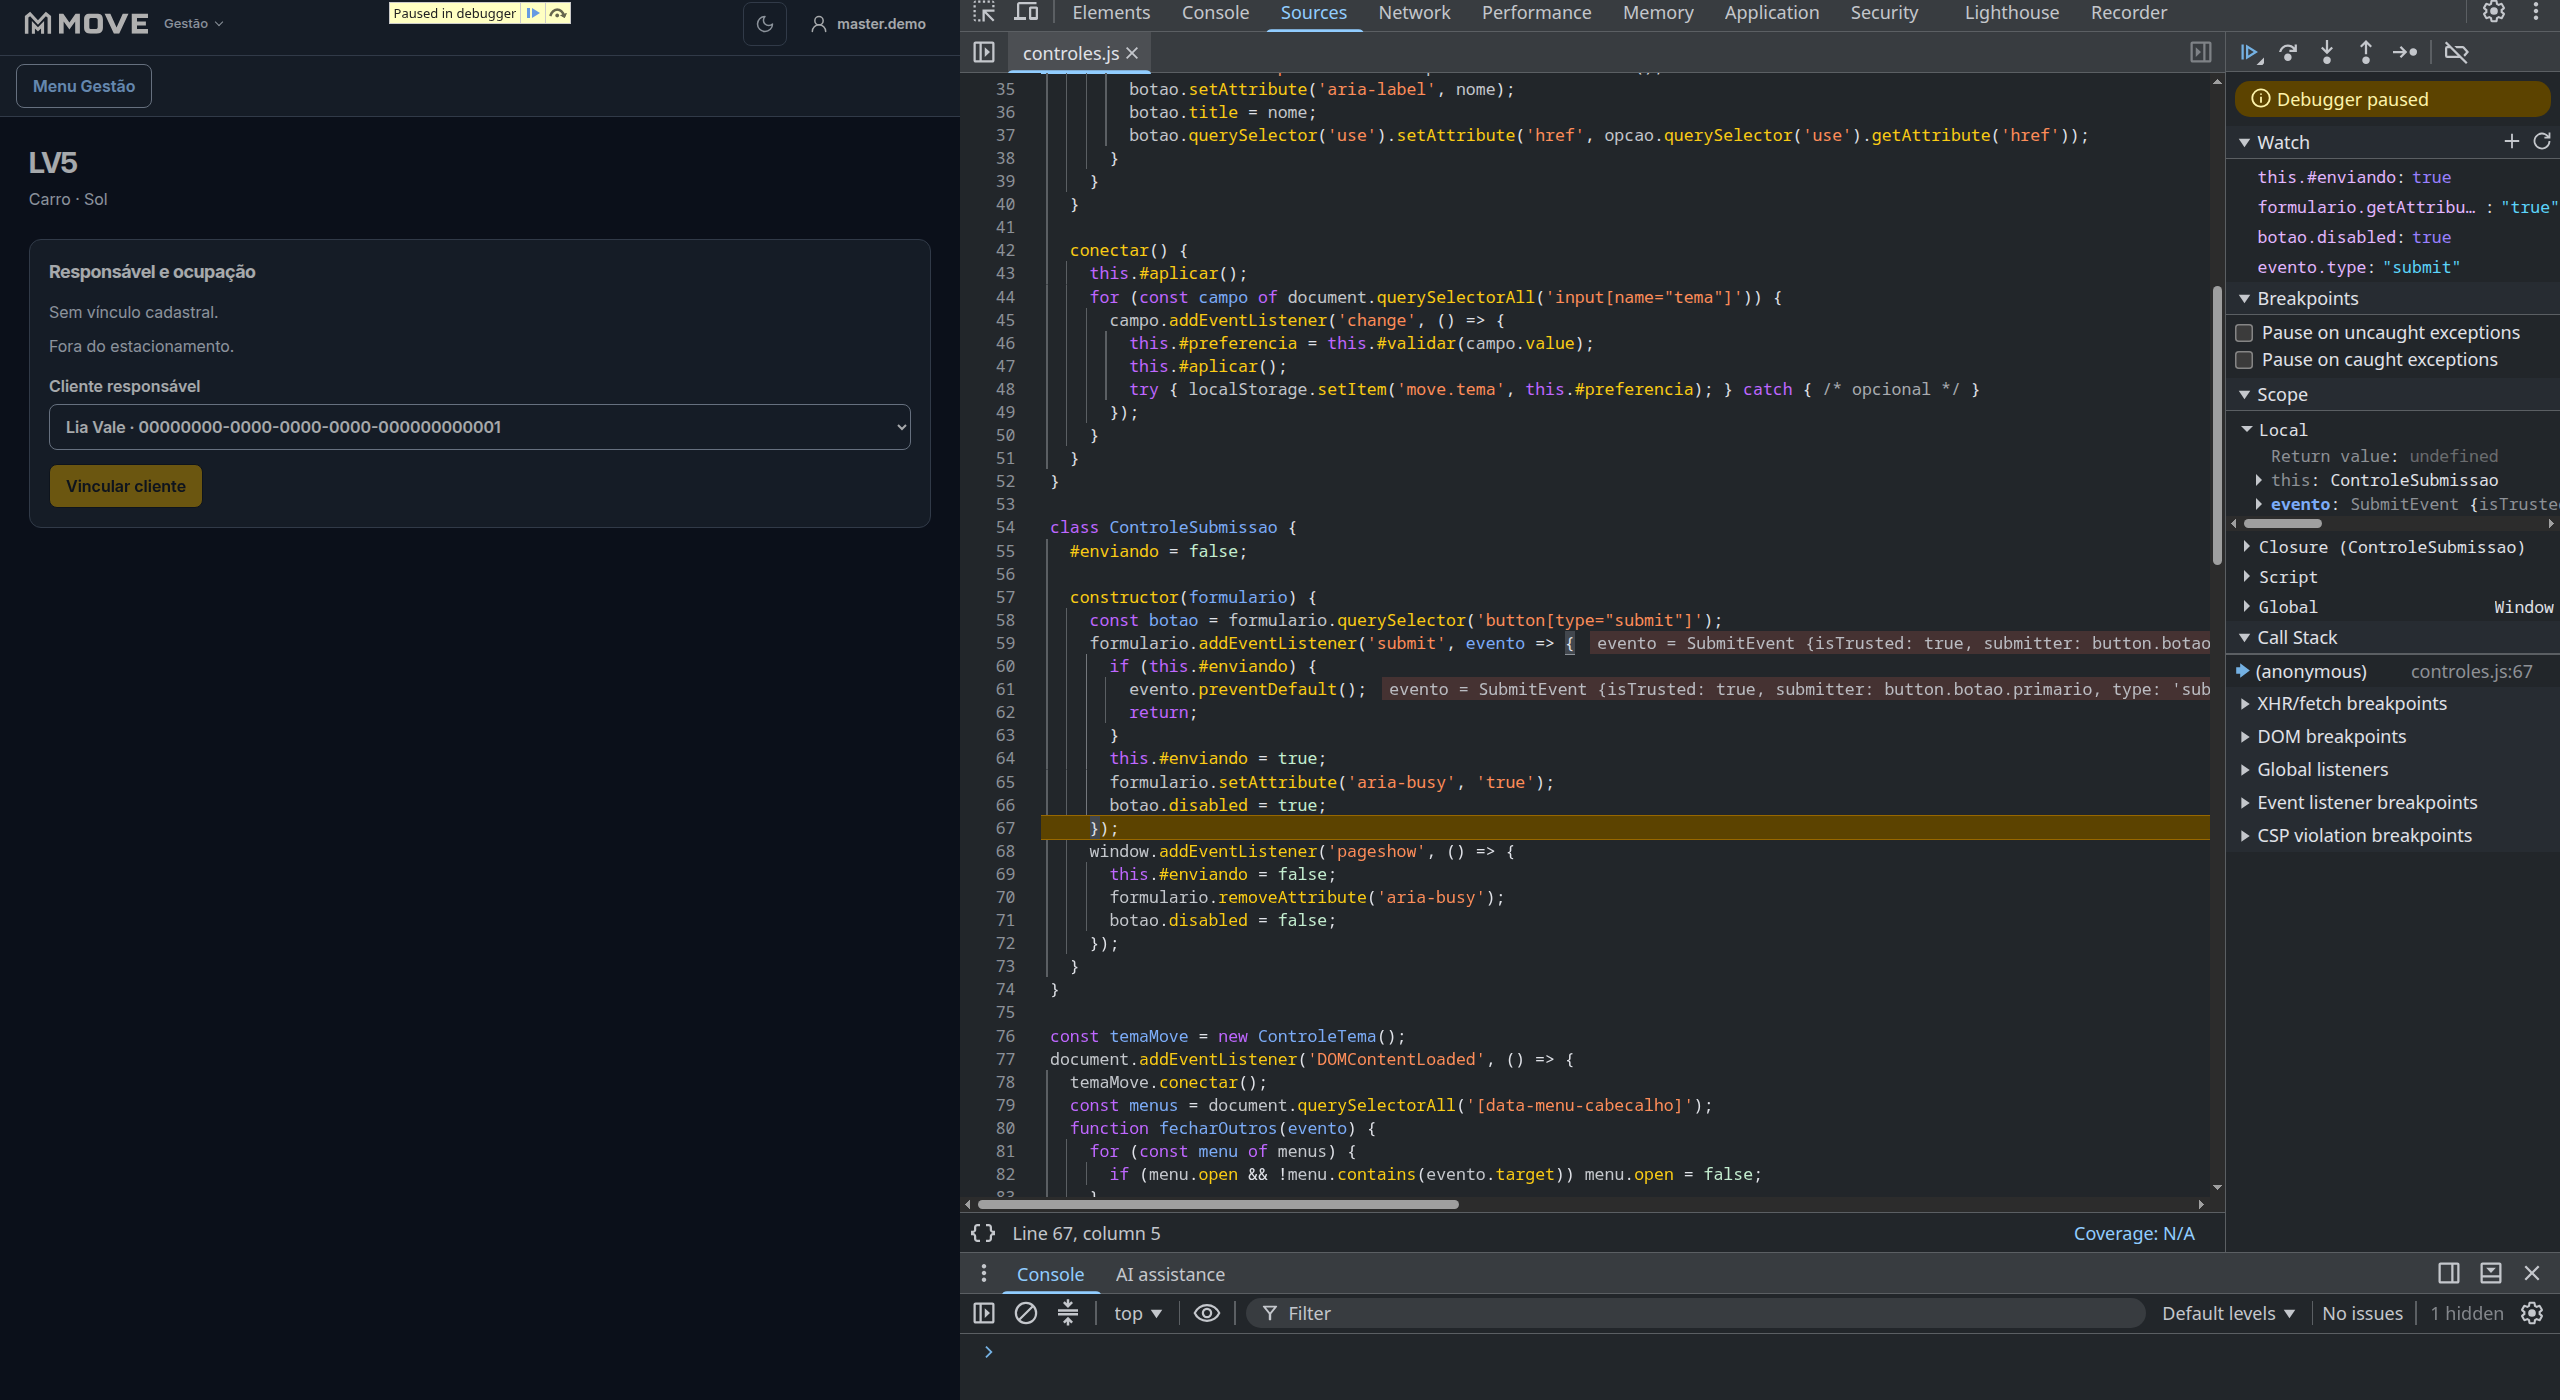 MOVE Gestão
Paused in debugger
master.demo
Menu Gestão
LV5
Carro · Sol
Responsável e ocupação
Sem vínculo cadastral.
Fora do estacionamento.
Cliente responsável
Lia Vale · 00000000-0000-0000-0000-000000000001
Vincular cliente
Elements Console Sources Network Performance Memory Application Security Lighthouse Recorder
controles.js
35 botao.setAttribute('aria-label', nome);
36 botao.title = nome;
37 botao.querySelector('use').setAttribute('href', opcao.querySelector('use').getAttribute('href'));
38 }
39 }
40 }
41
42 conectar() {
43 this.#aplicar();
44 for (const campo of document.querySelectorAll('input[name="tema"]')) {
45 campo.addEventListener('change', () => {
46 this.#preferencia = this.#validar(campo.value);
47 this.#aplicar();
48 try { localStorage.setItem('move.tema', this.#preferencia); } catch { /* opcional */ }
49 });
50 }
51 }
52 }
53
54 class ControleSubmissao {
55 #enviando = false;
56
57 constructor(formulario) {
58 const botao = formulario.querySelector('button[type="submit"]');
59 formulario.addEventListener('submit', evento => { evento = SubmitEvent {isTrusted: true, submitter: button.botao
60 if (this.#enviando) {
61 evento.preventDefault(); evento = SubmitEvent {isTrusted: true, submitter: button.botao.primario, type: 'sub
62 return;
63 }
64 this.#enviando = true;
65 formulario.setAttribute('aria-busy', 'true');
66 botao.disabled = true;
67 });
68 window.addEventListener('pageshow', () => {
69 this.#enviando = false;
70 formulario.removeAttribute('aria-busy');
71 botao.disabled = false;
72 });
73 }
74 }
75
76 const temaMove = new ControleTema();
77 document.addEventListener('DOMContentLoaded', () => {
78 temaMove.conectar();
79 const menus = document.querySelectorAll('[data-menu-cabecalho]');
80 function fecharOutros(evento) {
81 for (const menu of menus) {
82 if (menu.open && !menu.contains(evento.target)) menu.open = false;
83 }
{} Line 67, column 5 Coverage: N/A
Debugger paused
Watch
this.#enviando: true
formulario.getAttribu… : "true"
botao.disabled: true
evento.type: "submit"
Breakpoints
Pause on uncaught exceptions
Pause on caught exceptions
Scope
Local
Return value: undefined
this: ControleSubmissao
evento: SubmitEvent {isTruste
Closure (ControleSubmissao)
Script
Global Window
Call Stack
(anonymous) controles.js:67
XHR/fetch breakpoints
DOM breakpoints
Global listeners
Event listener breakpoints
CSP violation breakpoints
Console AI assistance
top Filter Default levels No issues 1 hidden